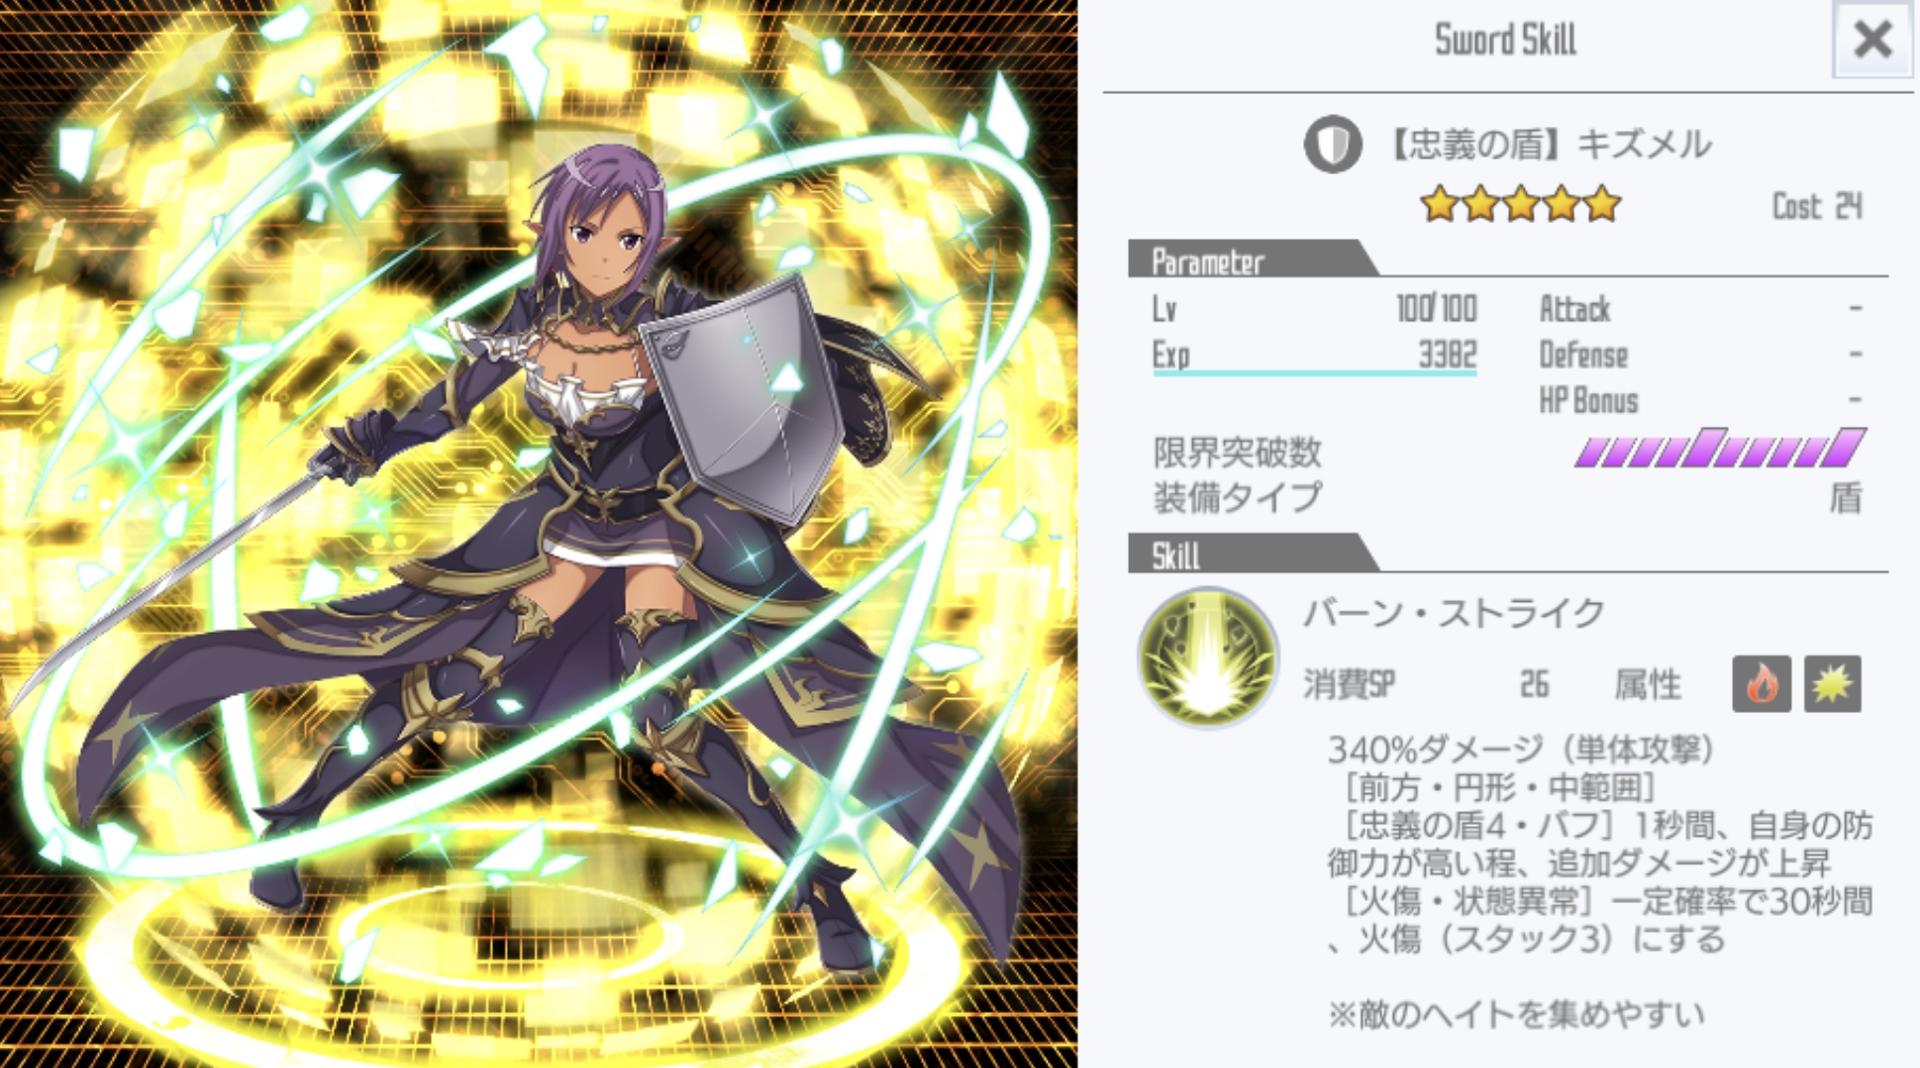 Sword Skill
【忠義の盾】キズメル
Cost 24
Parameter
Lv 100/100 Attack -
Exp 3382 Defense -
HP Bonus -
限界突破数
装備タイプ 盾
Skill
バーン・ストライク
消費SP 26 属性
340%ダメージ（単体攻撃）
［前方・円形・中範囲］
［忠義の盾4・バフ］1秒間、自身の防
御力が高い程、追加ダメージが上昇
［火傷・状態異常］一定確率で30秒間
、火傷（スタック3）にする
※敵のヘイトを集めやすい